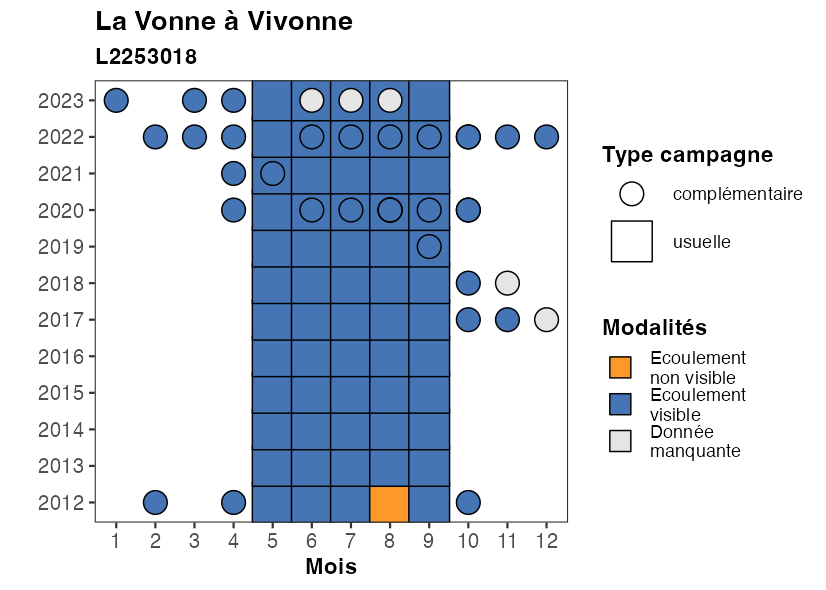 La Vonne à Vivonne
L2253018
2023
2022
2021
2020
2019
2018
2017
2016
2015
2014
2013
2012
1 2 3 4 5 6 7 8 9 10 11 12
Mois
Type campagne
complémentaire
usuelle
Modalités
Ecoulement
non visible
Ecoulement
visible
Donnée
manquante